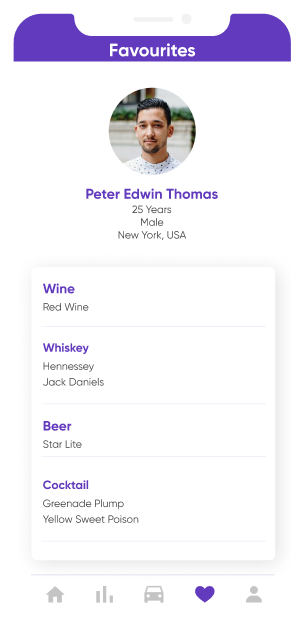 Favourites
Peter Edwin Thomas
25 Years
Male
New York, USA
Wine
Red Wine
Whiskey
Hennessey
Jack Daniels
Beer
Star Lite
Cocktail
Greenade Plump
Yellow Sweet Poison